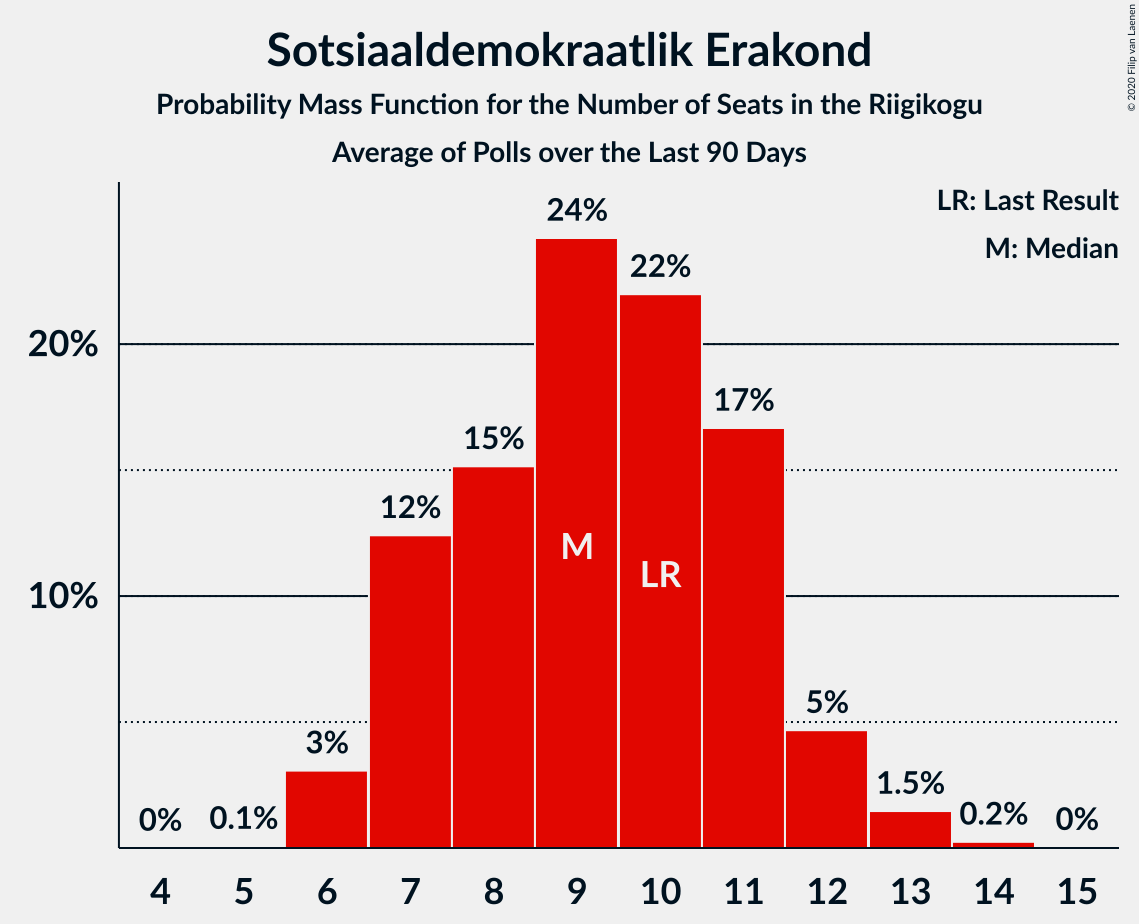 Sotsiaaldemokraatlik Erakond
Probability Mass Function for the Number of Seats in the Riigikogu
Average of Polls over the Last 90 Days
© 2020 Filip van Laenen
LR: Last Result
M: Median
20%
10%
0%
0.1%
3%
12%
15%
24%
22%
17%
5%
1.5%
0.2%
0%
M
LR
4 5 6 7 8 9 10 11 12 13 14 15